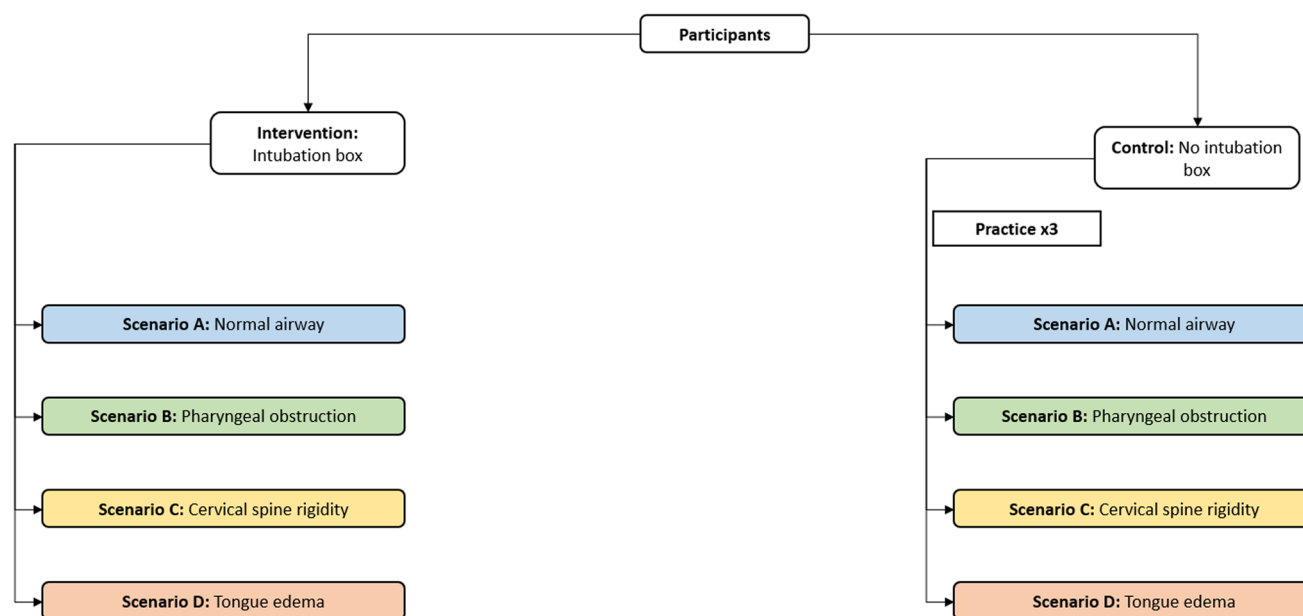 Participants
Intervention:
Intubation box
Control: No intubation
box
Practice x3
Scenario A: Normal airway
Scenario A: Normal airway
Scenario B: Pharyngeal obstruction
Scenario B: Pharyngeal obstruction
Scenario C: Cervical spine rigidity
Scenario C: Cervical spine rigidity
Scenario D: Tongue edema
Scenario D: Tongue edema